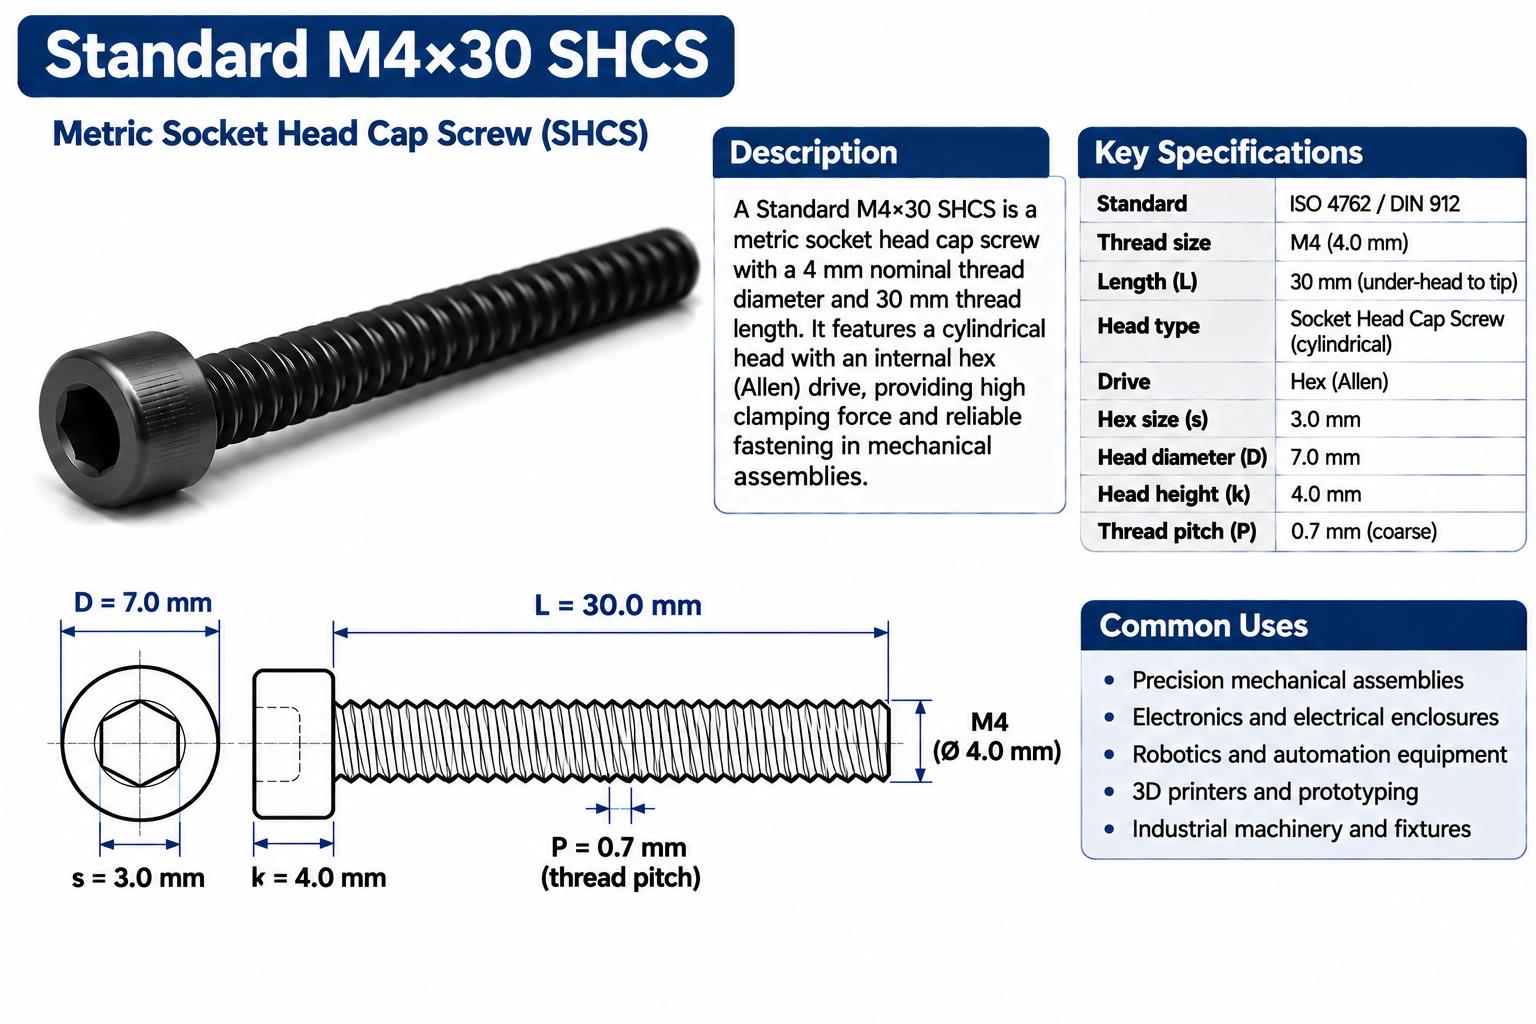 Standard M4×30 SHCS
Metric Socket Head Cap Screw (SHCS)
Description
A Standard M4×30 SHCS is a
metric socket head cap screw
with a 4 mm nominal thread
diameter and 30 mm thread
length. It features a cylindrical
head with an internal hex
(Allen) drive, providing high
clamping force and reliable
fastening in mechanical
assemblies.
Key Specifications
Standard ISO 4762 / DIN 912
Thread size M4 (4.0 mm)
Length (L) 30 mm (under-head to tip)
Head type Socket Head Cap Screw
(cylindrical)
Drive Hex (Allen)
Hex size (s) 3.0 mm
Head diameter (D) 7.0 mm
Head height (k) 4.0 mm
Thread pitch (P) 0.7 mm (coarse)
D = 7.0 mm
L = 30.0 mm
M4
(Ø 4.0 mm)
P = 0.7 mm
(thread pitch)
s = 3.0 mm
k = 4.0 mm
Common Uses
• Precision mechanical assemblies
• Electronics and electrical enclosures
• Robotics and automation equipment
• 3D printers and prototyping
• Industrial machinery and fixtures